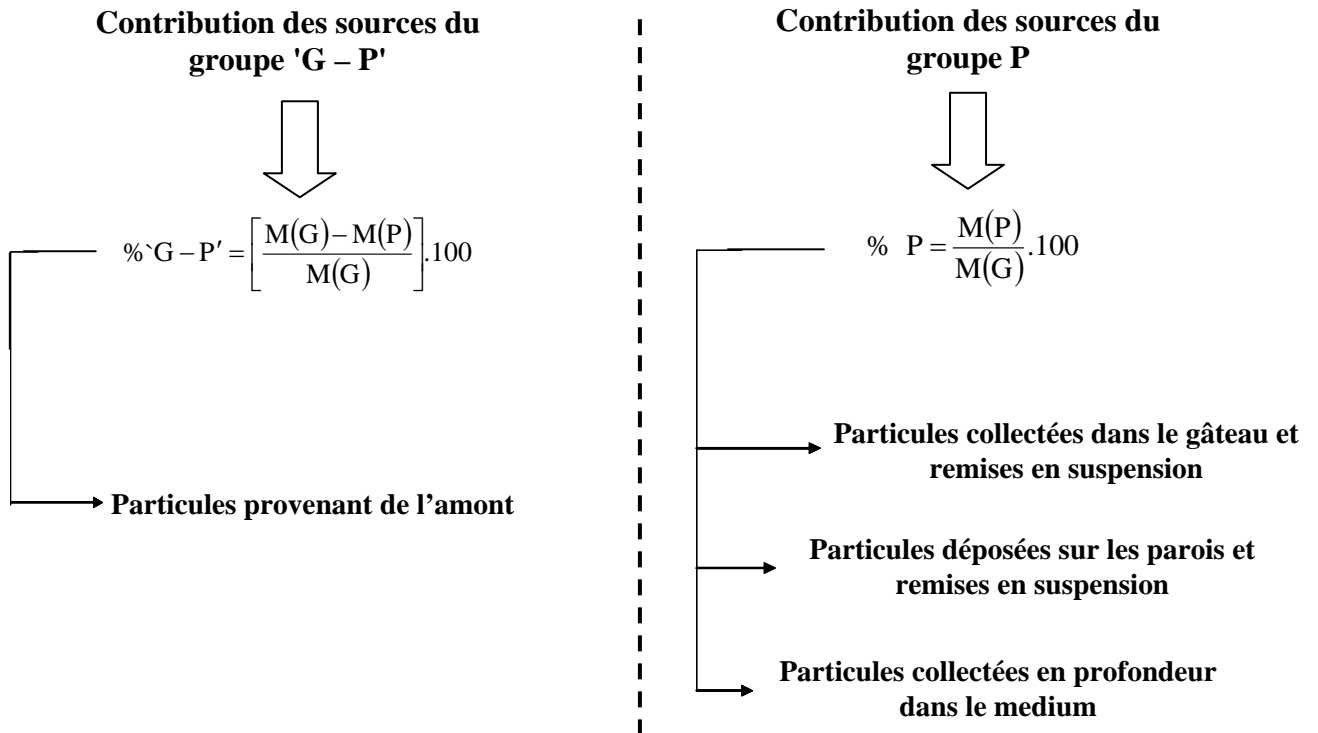 Contribution des sources du
groupe 'G – P'
%`G – P′ = [ M(G) – M(P) / M(G) ] .100
Particules provenant de l’amont
Contribution des sources du
groupe P
% P = M(P) / M(G) .100
Particules collectées dans le gâteau et
remises en suspension
Particules déposées sur les parois et
remises en suspension
Particules collectées en profondeur
dans le medium